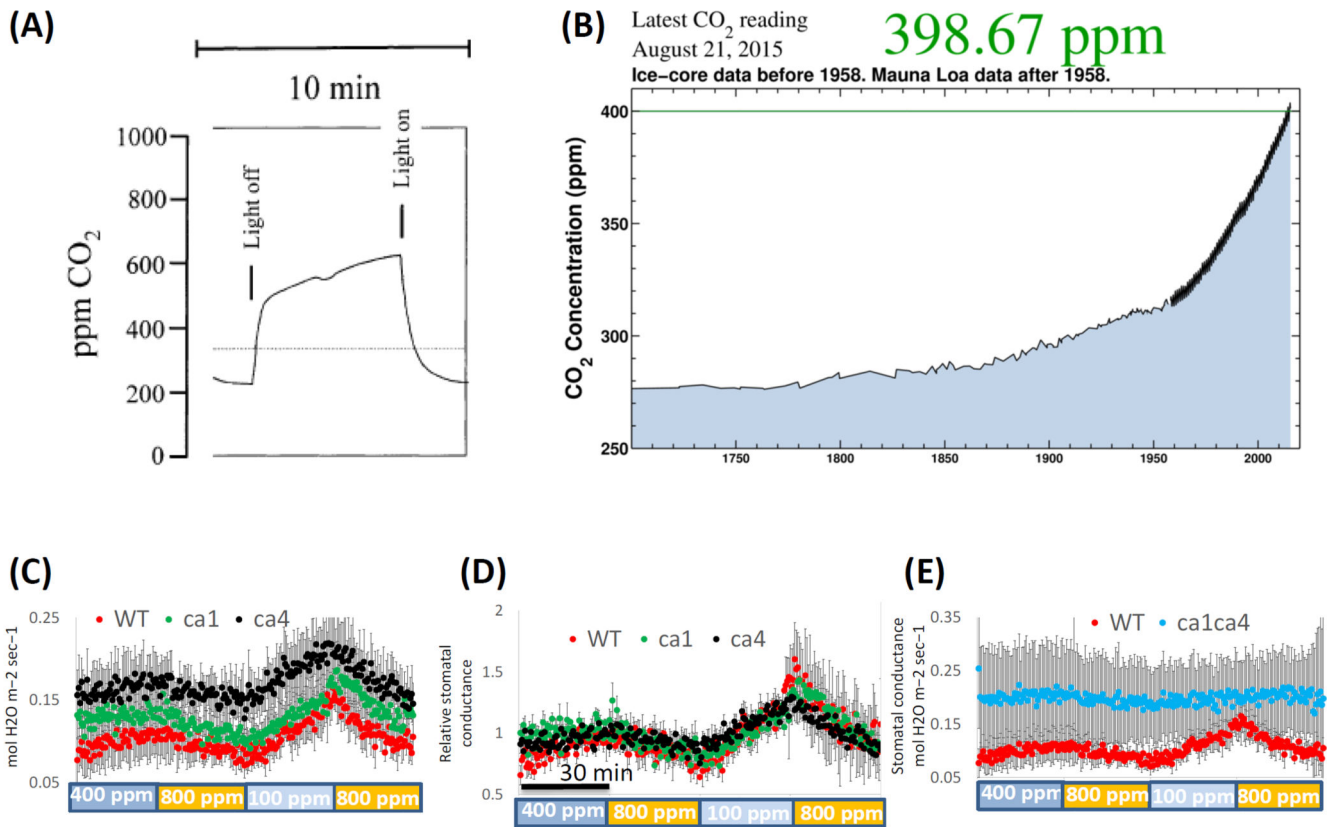 (A)
10 min
1000
800
600
400
200
0
ppm CO2
Light off
Light on
(B)
Latest CO2 reading
August 21, 2015
398.67 ppm
Ice-core data before 1958. Mauna Loa data after 1958.
400
350
300
250
CO2 Concentration (ppm)
1750 1800 1850 1900 1950 2000
(C)
0.25
0.15
0.05
mol H2O m-2 sec-1
WT ca1 ca4
400 ppm 800 ppm 100 ppm 800 ppm
(D)
2
1.5
1
0.5
Relative stomatal
conductance
WT ca1 ca4
30 min
400 ppm 800 ppm 100 ppm 800 ppm
(E)
0.35
0.25
0.15
0.05
Stomatal conductance
mol H2O m-2 sec-1
WT ca1ca4
400 ppm 800 ppm 100 ppm 800 ppm